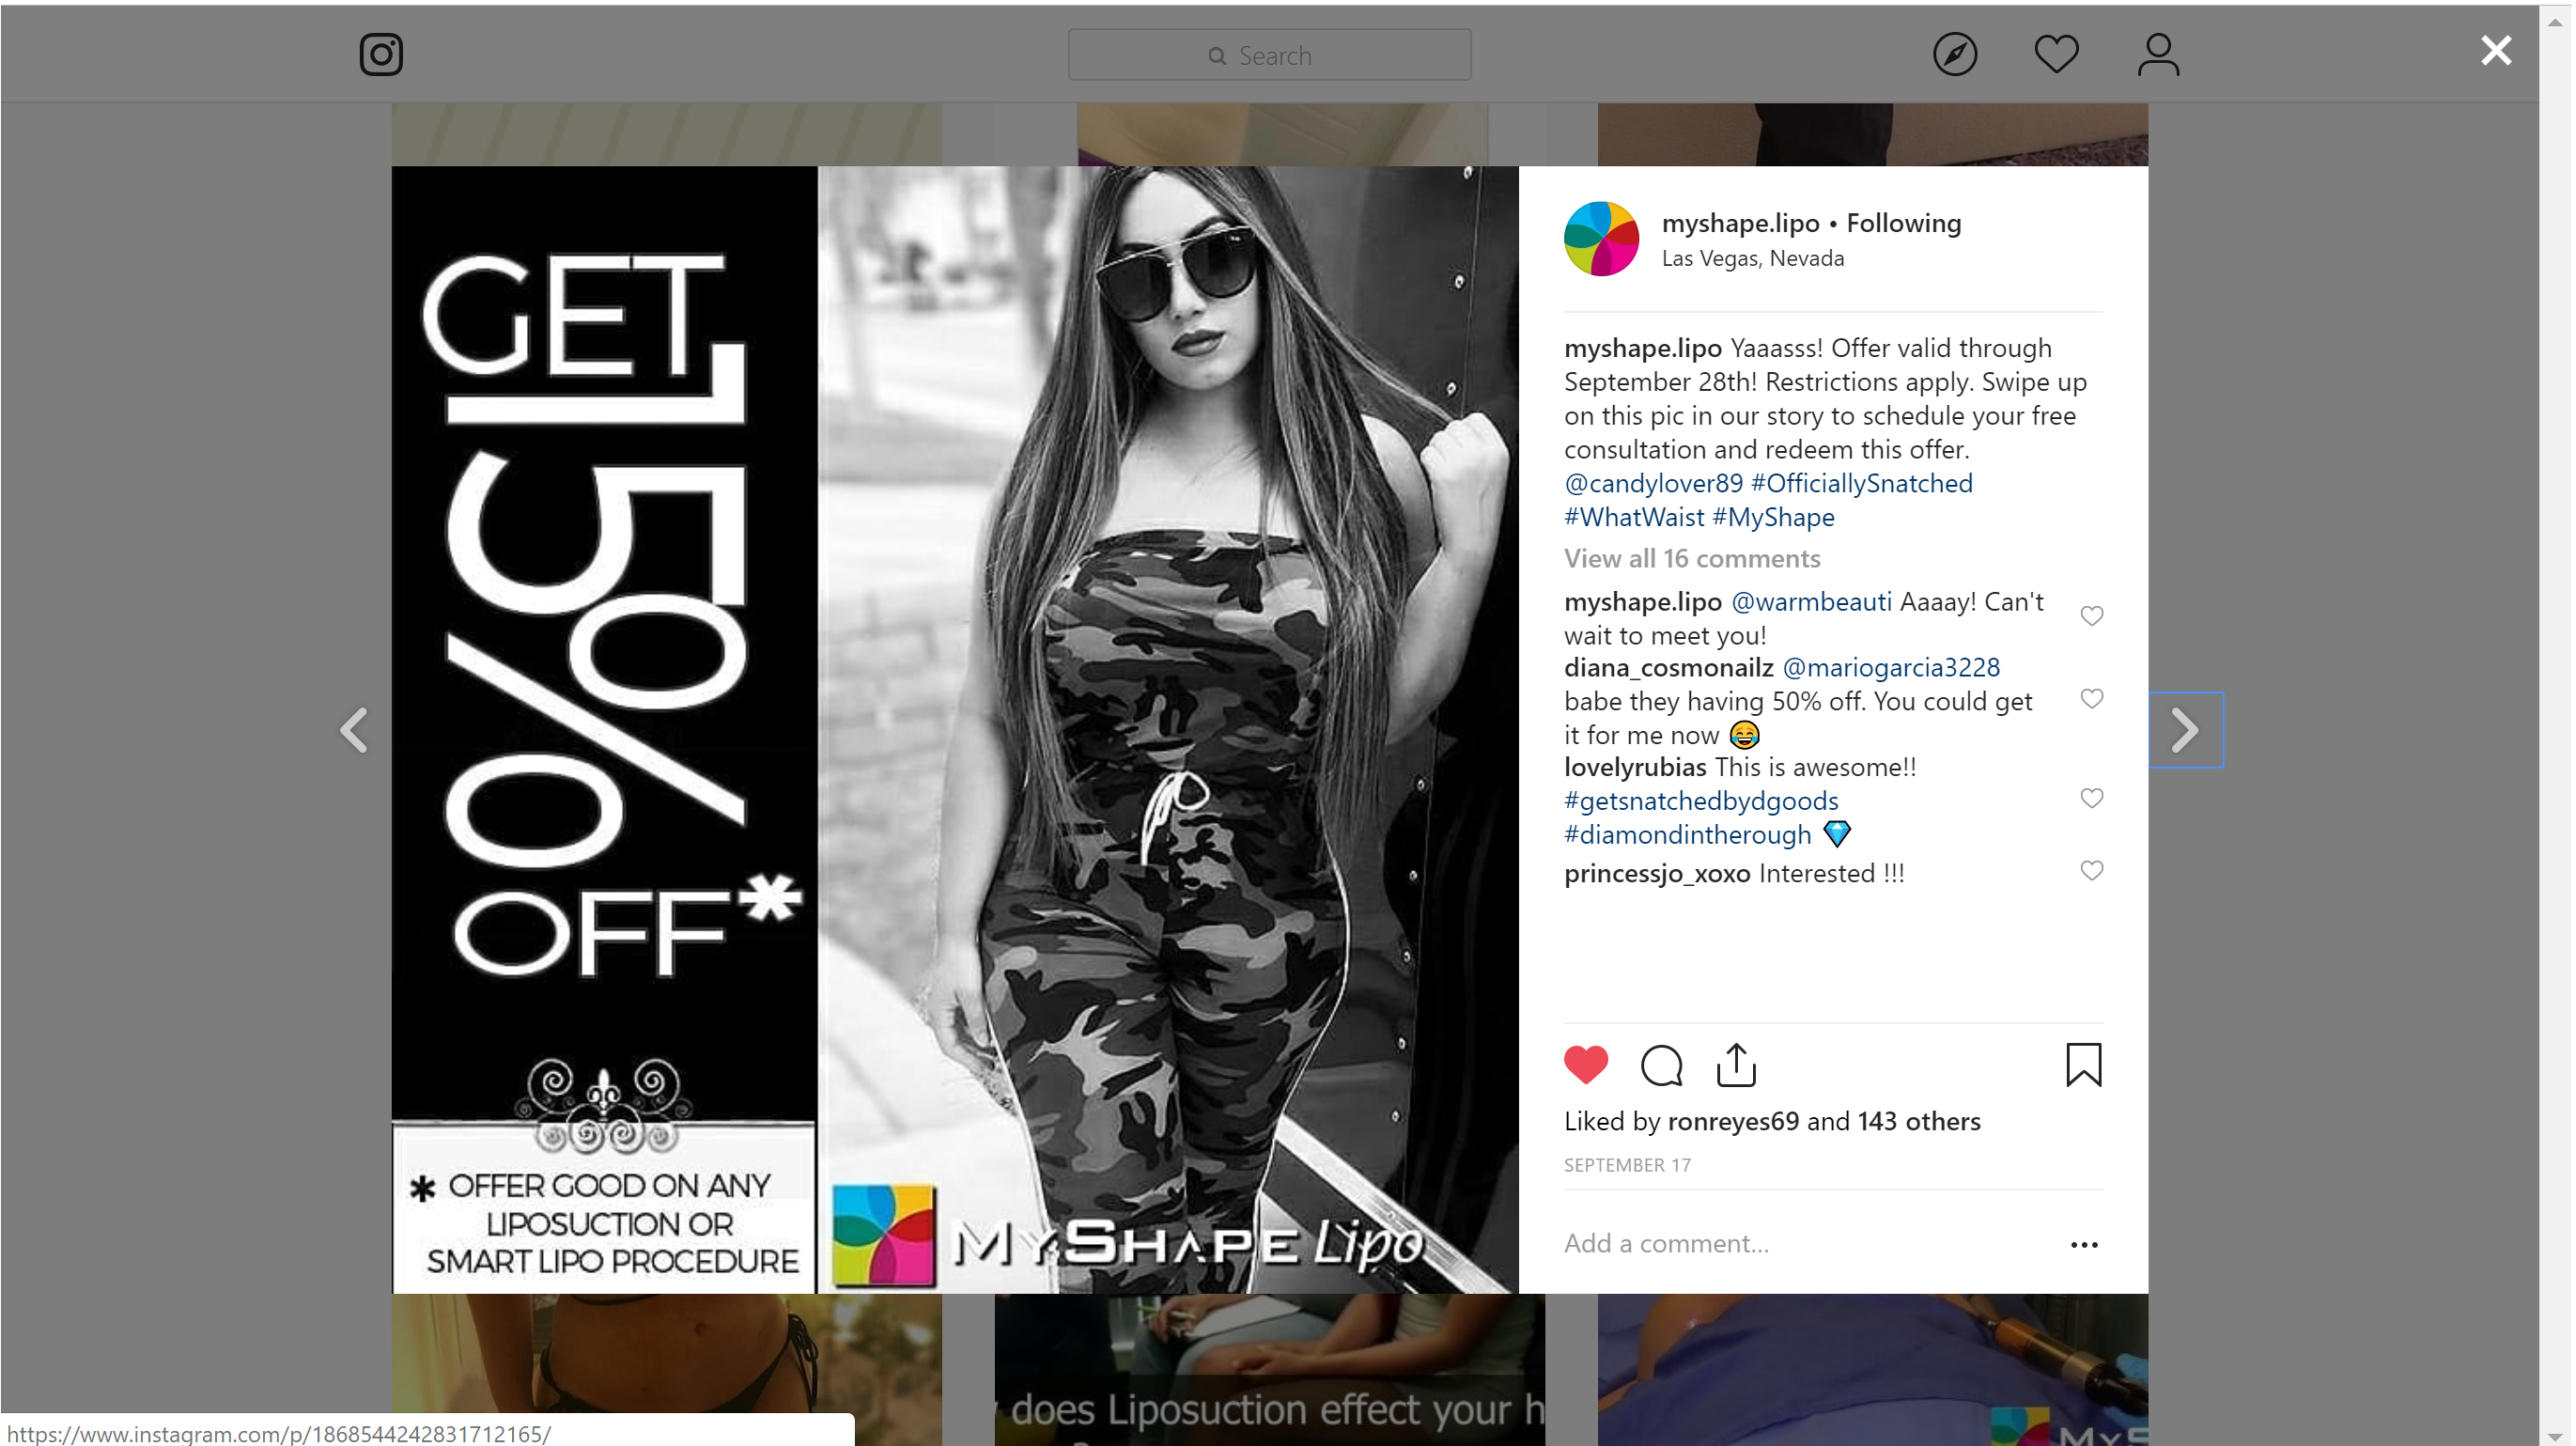 Search
GET
15%
OFF*
* OFFER GOOD ON ANY
LIPOSUCTION OR
SMART LIPO PROCEDURE
MYSHAPE Lipo
myshape.lipo • Following
Las Vegas, Nevada
myshape.lipo Yaaasss! Offer valid through
September 28th! Restrictions apply. Swipe up
on this pic in our story to schedule your free
consultation and redeem this offer.
@candylover89 #OfficiallySnatched
#WhatWaist #MyShape
View all 16 comments
myshape.lipo @warmbeauti Aaaay! Can't
wait to meet you!
diana_cosmonailz @mariogarcia3228
babe they having 50% off. You could get
it for me now 😂
lovelyrubias This is awesome!!
#getsnatchedbydgoods
#diamondintherough 💎
princessjo_xoxo Interested !!!
Liked by ronreyes69 and 143 others
SEPTEMBER 17
Add a comment...
does Liposuction effect your h
MYS
https://www.instagram.com/p/1868544242831712165/